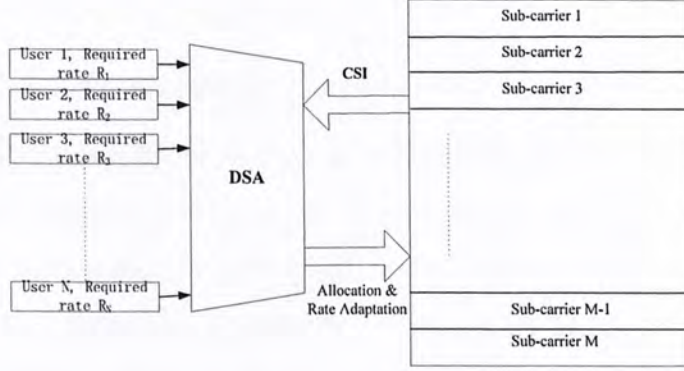 User 1, Required
rate R₁
User 2, Required
rate R₂
User 3, Required
rate R₃
User N, Required
rate R_N
DSA
CSI
Allocation &
Rate Adaptation
Sub-carrier 1
Sub-carrier 2
Sub-carrier 3
Sub-carrier M-1
Sub-carrier M